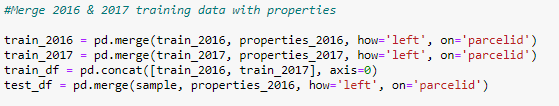 #Merge 2016 & 2017 training data with properties
train_2016 = pd.merge(train_2016, properties_2016, how='left', on='parcelid')
train_2017 = pd.merge(train_2017, properties_2017, how='left', on='parcelid')
train_df = pd.concat([train_2016, train_2017], axis=0)
test_df = pd.merge(sample, properties_2016, how='left', on='parcelid')